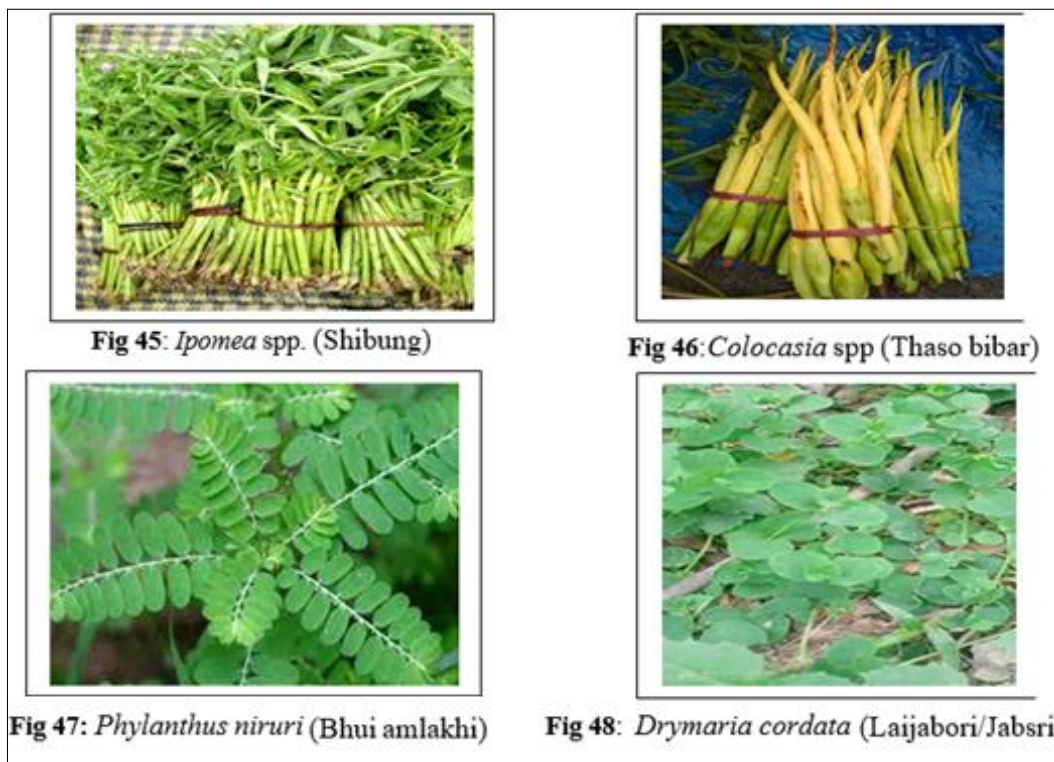 Fig 45: Ipomea spp. (Shibung)
Fig 46:Colocasia spp (Thaso bibar)
Fig 47: Phylanthus niruri (Bhui amlakhi)
Fig 48: Drymaria cordata (Laijabori/Jabsri